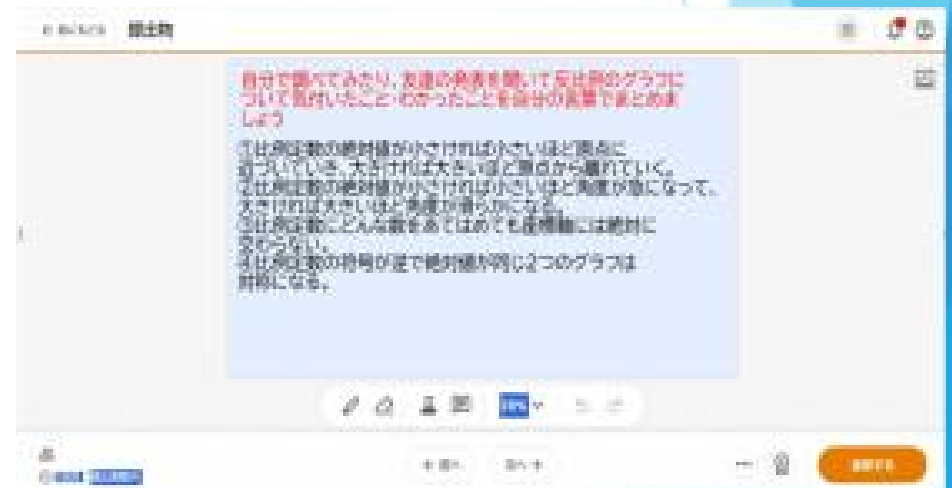 提出物
自分で調べてみたり、友達の発表を聞いて反比例のグラフに
ついて気付いたこと・わかったことを自分の言葉でまとめま
しょう
①比例定数の絶対値が小さければ小さいほど原点に
近づいていき、大きければ大きいほど原点から離れていく。
②比例定数の絶対値が小さければ小さいほど角度が急になって、
大きければ大きいほど角度が滑らかになる。
③比例定数にどんな数をあてはめても座標軸には絶対に
交わらない。
④比例定数の符号が逆で絶対値が同じ2つのグラフは
対称になる。
前へ
次へ